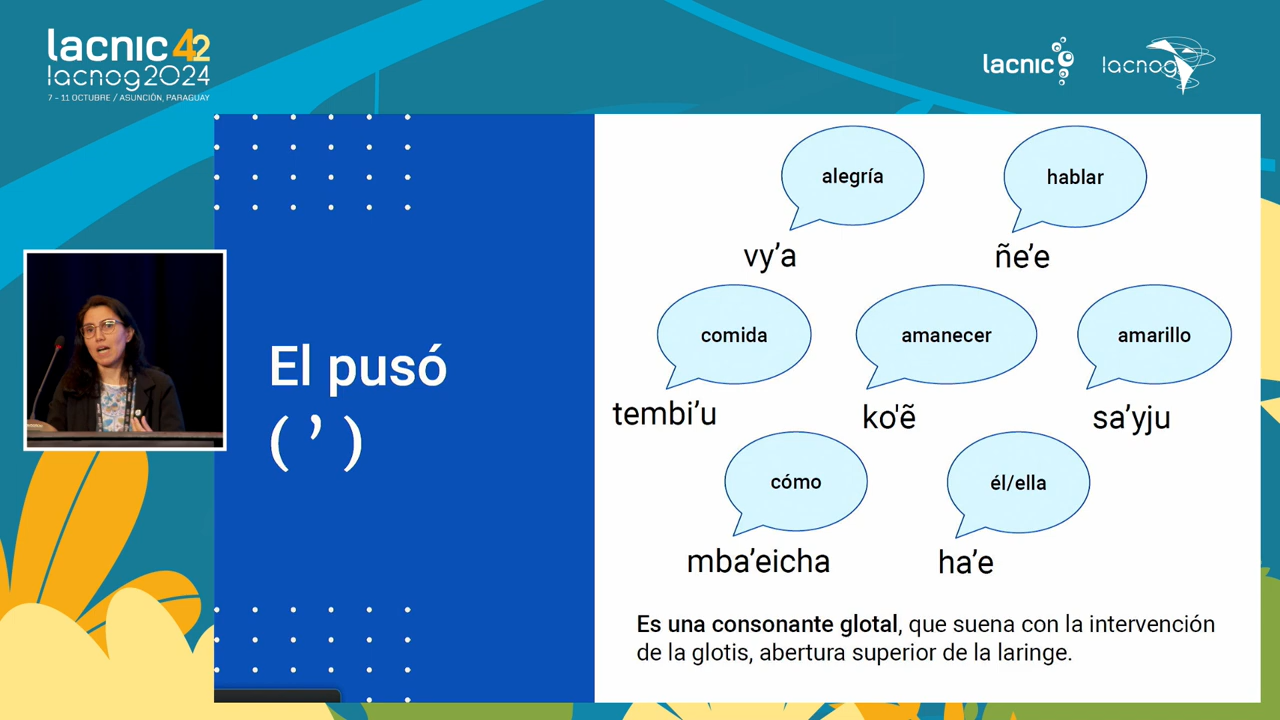 lacnic 42
lacnog2024
7 - 11 OCTUBRE / ASUNCIÓN, PARAGUAY
lacnic
lacnog
El pusó
( ’ )
alegría
hablar
vy’a
ñe’e
comida
amanecer
amarillo
tembi’u
ko'ẽ
sa’yju
cómo
él/ella
mba’eicha
ha’e
Es una consonante glotal, que suena con la intervención
de la glotis, abertura superior de la laringe.